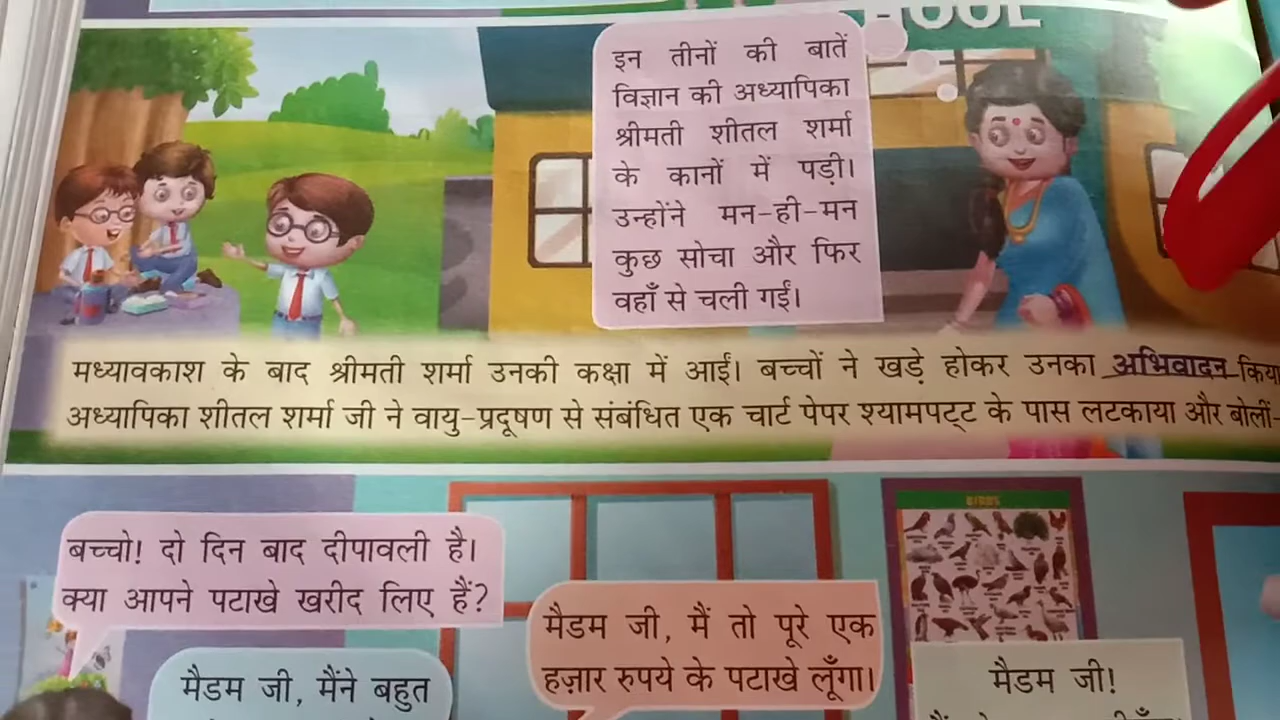 HOOL
इन तीनों की बातें
विज्ञान की अध्यापिका
श्रीमती शीतल शर्मा
के कानों में पड़ी।
उन्होंने मन-ही-मन
कुछ सोचा और फिर
वहाँ से चली गईं।
मध्यावकाश के बाद श्रीमती शर्मा उनकी कक्षा में आईं। बच्चों ने खड़े होकर उनका अभिवादन किया
अध्यापिका शीतल शर्मा जी ने वायु-प्रदूषण से संबंधित एक चार्ट पेपर श्यामपट्ट के पास लटकाया और बोलीं-
BIRDS
बच्चो! दो दिन बाद दीपावली है।
क्या आपने पटाखे खरीद लिए हैं?
मैडम जी, मैं तो पूरे एक
हज़ार रुपये के पटाखे लूँगा।
मैडम जी, मैंने बहुत
मैडम जी!